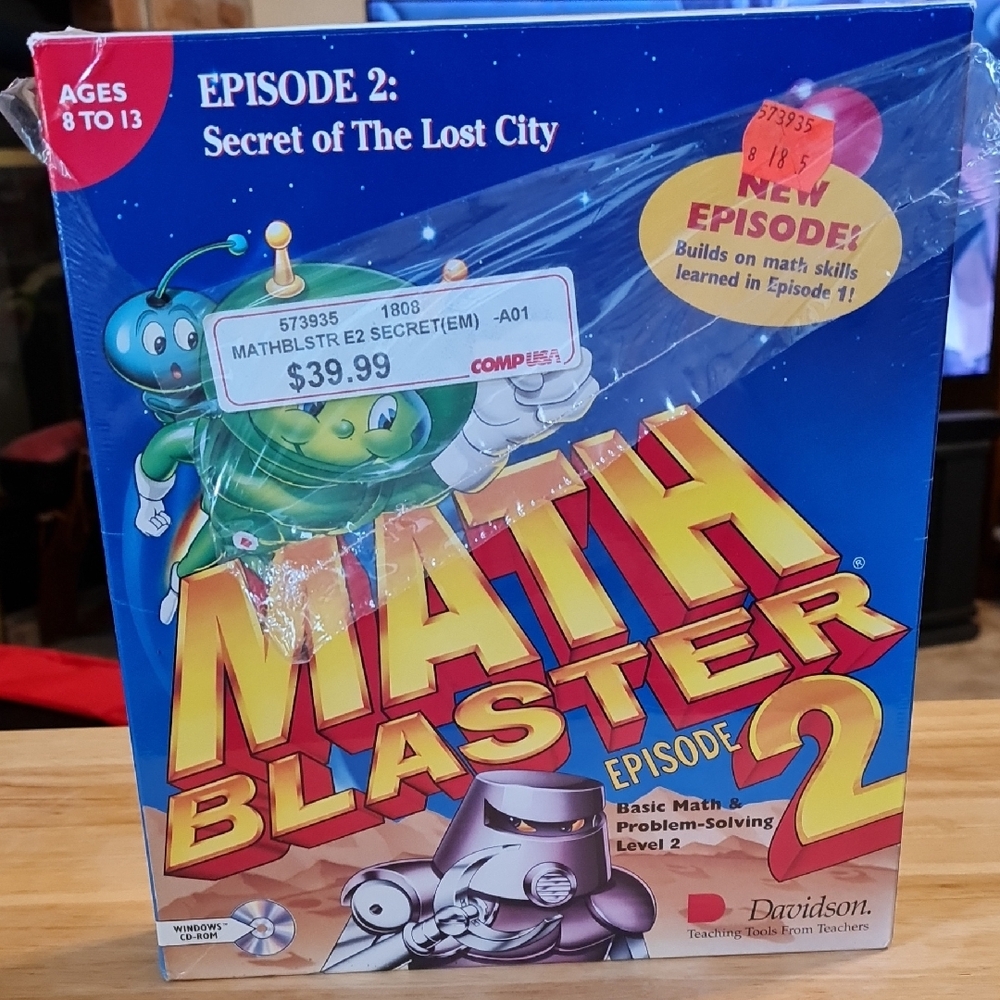 AGES
8 TO 13
EPISODE 2:
Secret of The Lost City
573935
8 18 5
NEW
EPISODE!
Builds on math skills
learned in Episode 1!
573935 1808
MATHBLSTR E2 SECRET(EM) -A01
$39.99
COMPUSA
MATH
BLASTER®
EPISODE 2
Basic Math &
Problem-Solving
Level 2
WINDOWS™
CD-ROM
Davidson.
Teaching Tools From Teachers